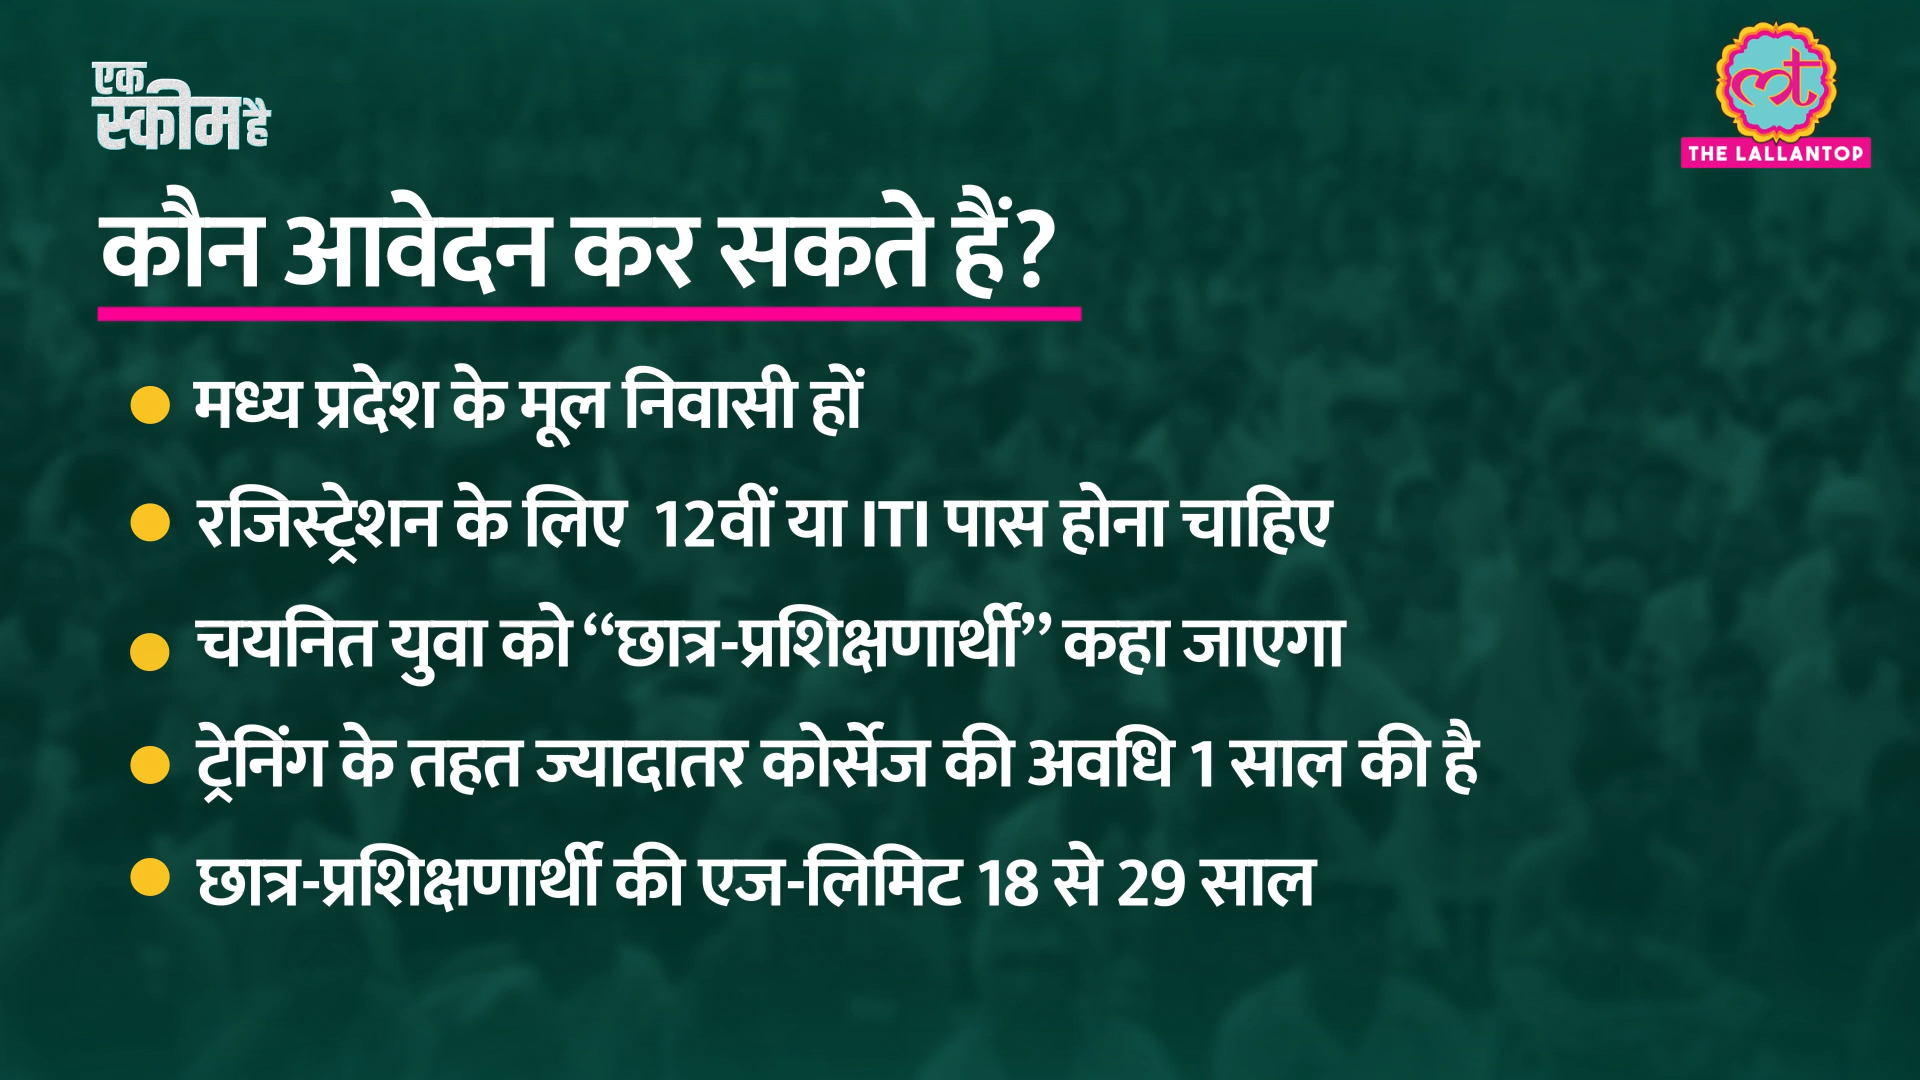 एक
स्कीम है
THE LALLANTOP
कौन आवेदन कर सकते हैं?
मध्य प्रदेश के मूल निवासी हों
रजिस्ट्रेशन के लिए 12वीं या ITI पास होना चाहिए
चयनित युवा को “छात्र-प्रशिक्षणार्थी” कहा जाएगा
ट्रेनिंग के तहत ज्यादातर कोर्सेज की अवधि 1 साल की है
छात्र-प्रशिक्षणार्थी की एज-लिमिट 18 से 29 साल